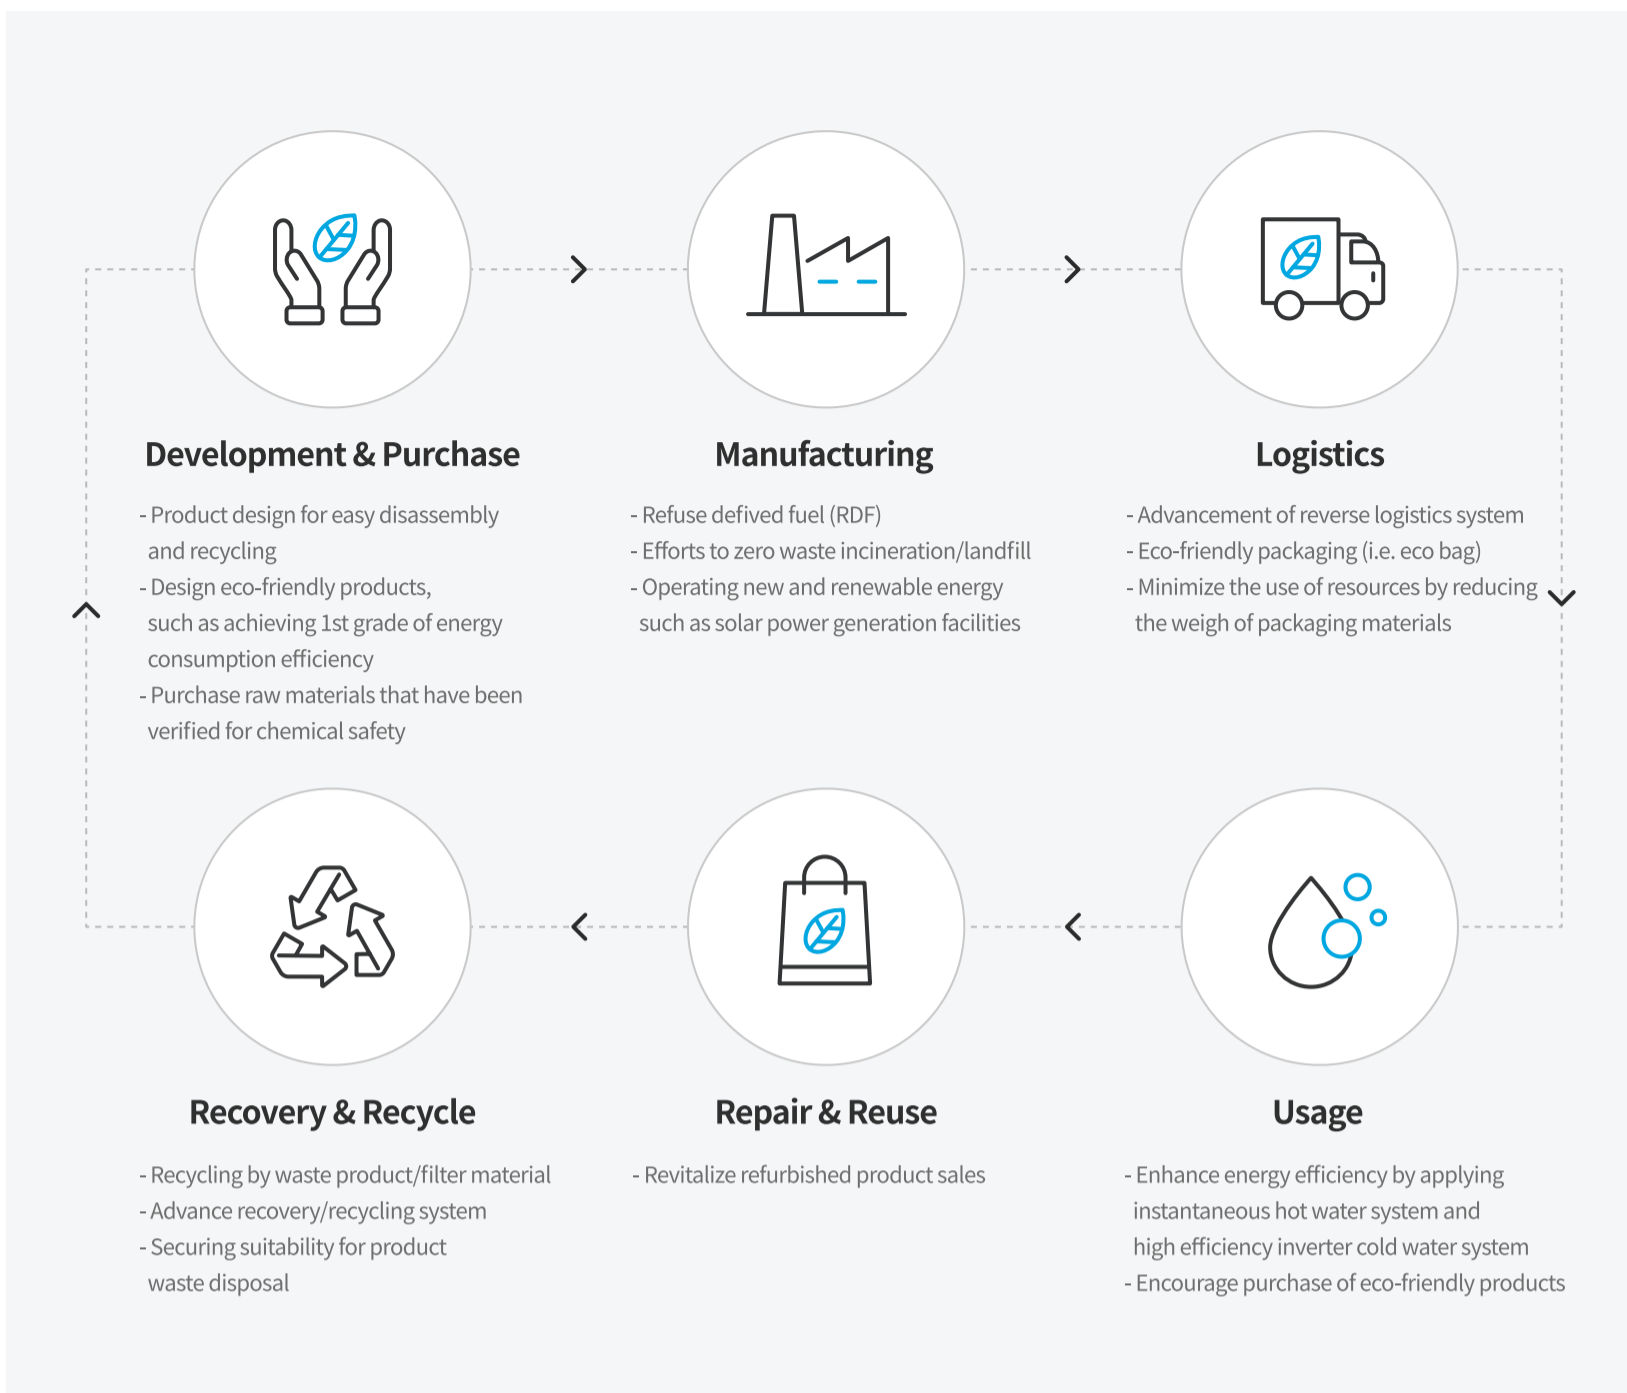 Development & Purchase
- Product design for easy disassembly
and recycling
- Design eco-friendly products,
such as achieving 1st grade of energy
consumption efficiency
- Purchase raw materials that have been
verified for chemical safety
Manufacturing
- Refuse defived fuel (RDF)
- Efforts to zero waste incineration/landfill
- Operating new and renewable energy
such as solar power generation facilities
Logistics
- Advancement of reverse logistics system
- Eco-friendly packaging (i.e. eco bag)
- Minimize the use of resources by reducing
the weigh of packaging materials
Recovery & Recycle
- Recycling by waste product/filter material
- Advance recovery/recycling system
- Securing suitability for product
waste disposal
Repair & Reuse
- Revitalize refurbished product sales
Usage
- Enhance energy efficiency by applying
instantaneous hot water system and
high efficiency inverter cold water system
- Encourage purchase of eco-friendly products